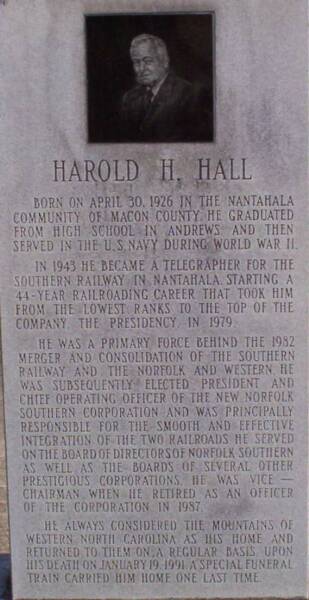 HAROLD H. HALL
BORN ON APRIL 30, 1926 IN THE NANTAHALA
COMMUNITY OF MACON COUNTY, HE GRADUATED
FROM HIGH SCHOOL IN ANDREWS AND THEN
SERVED IN THE U.S. NAVY DURING WORLD WAR II.
IN 1943 HE BECAME A TELEGRAPHER FOR THE
SOUTHERN RAILWAY IN NANTAHALA, STARTING A
44-YEAR RAILROADING CAREER THAT TOOK HIM
FROM THE LOWEST RANKS TO THE TOP OF THE
COMPANY, THE PRESIDENCY, IN 1979.
HE WAS A PRIMARY FORCE BEHIND THE 1982
MERGER AND CONSOLIDATION OF THE SOUTHERN
RAILWAY AND THE NORFOLK AND WESTERN. HE
WAS SUBSEQUENTLY ELECTED PRESIDENT AND
CHIEF OPERATING OFFICER OF THE NEW NORFOLK
SOUTHERN CORPORATION AND WAS PRINCIPALLY
RESPONSIBLE FOR THE SMOOTH AND EFFECTIVE
INTEGRATION OF THE TWO RAILROADS. HE SERVED
ON THE BOARD OF DIRECTORS OF NORFOLK SOUTHERN
AS WELL AS THE BOARDS OF SEVERAL OTHER
PRESTIGIOUS CORPORATIONS. HE WAS VICE —
CHAIRMAN WHEN HE RETIRED AS AN OFFICER
OF THE CORPORATION IN 1987.
HE ALWAYS CONSIDERED THE MOUNTAINS OF
WESTERN NORTH CAROLINA AS HIS HOME AND
RETURNED TO THEM ON A REGULAR BASIS. UPON
HIS DEATH ON JANUARY 19, 1991 A SPECIAL FUNERAL
TRAIN CARRIED HIM HOME ONE LAST TIME.